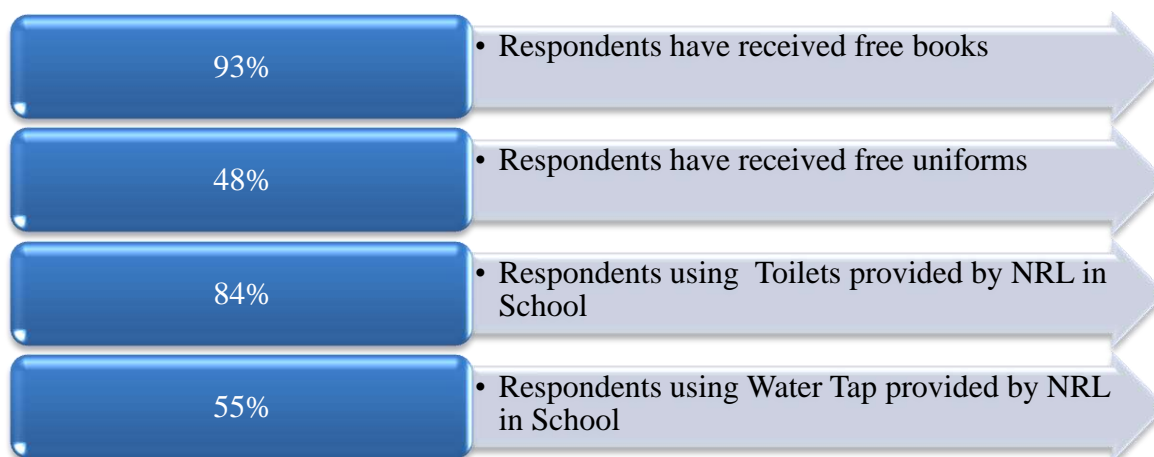 93%
• Respondents have received free books
48%
• Respondents have received free uniforms
84%
• Respondents using  Toilets provided by NRL in
School
55%
• Respondents using Water Tap provided by NRL
in School